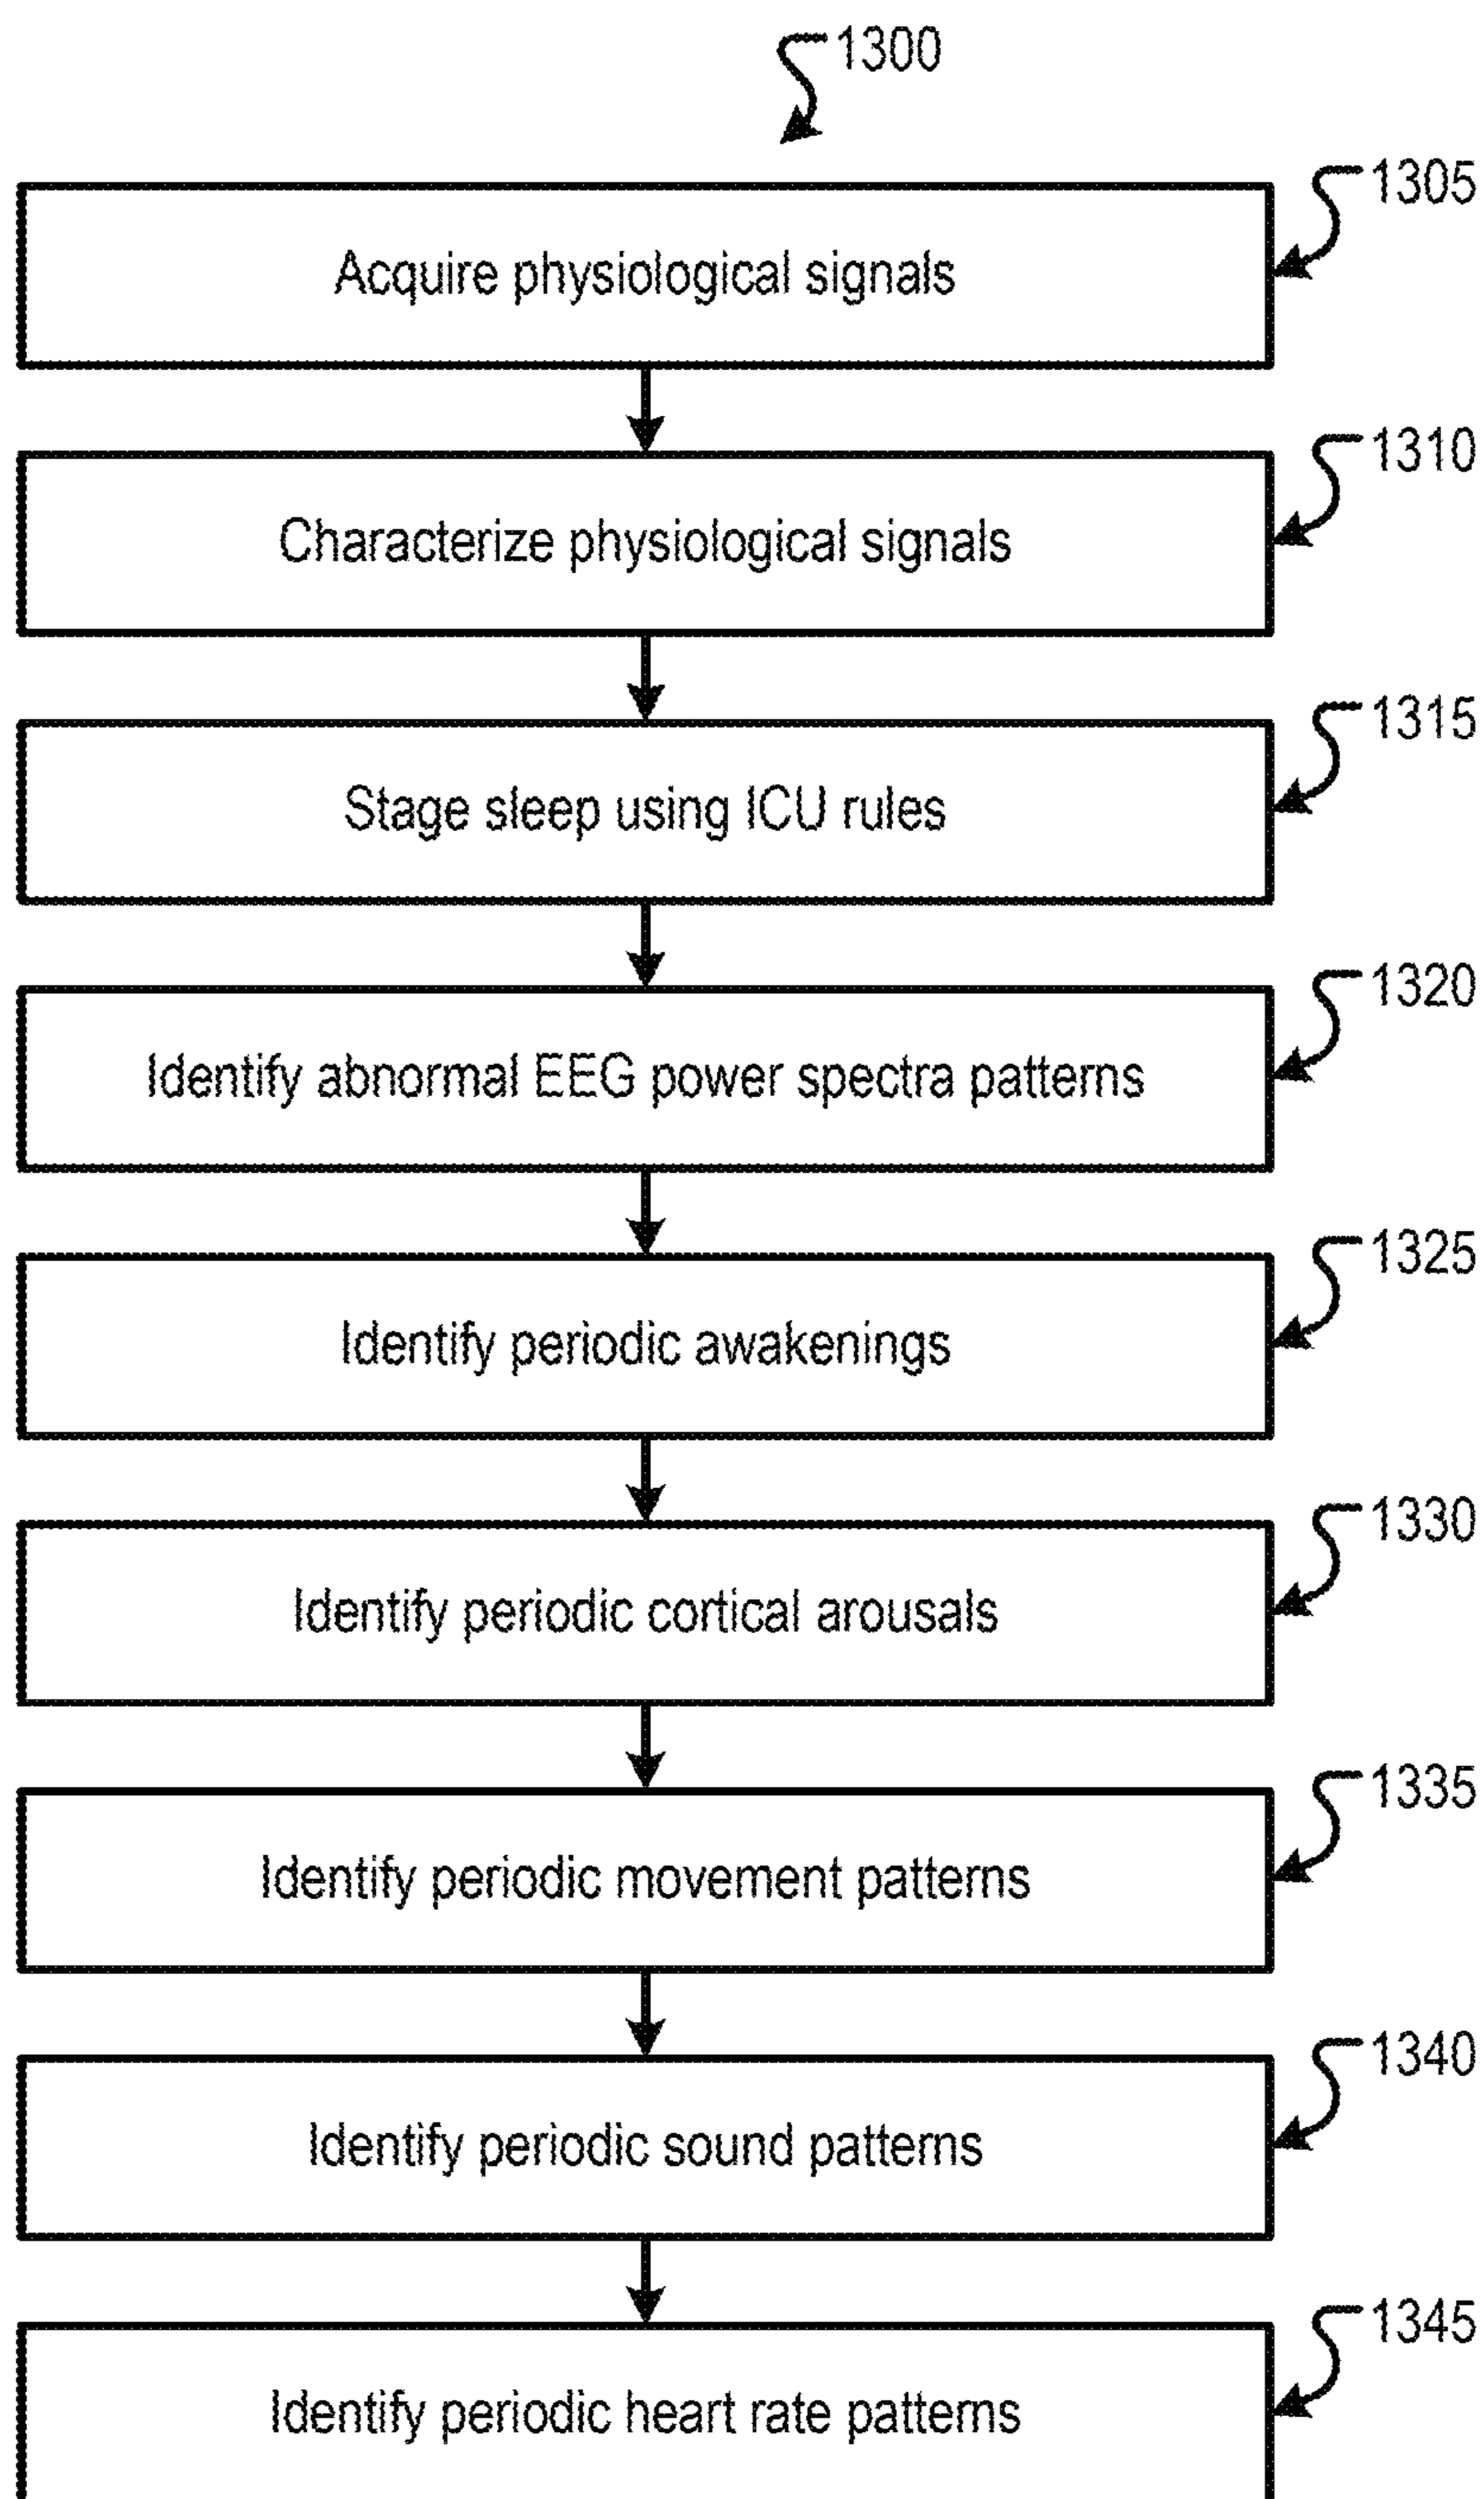 1300
1305
Acquire physiological signals
1310
Characterize physiological signals
1315
Stage sleep using ICU rules
1320
Identify abnormal EEG power spectra patterns
1325
Identify periodic awakenings
1330
Identify periodic cortical arousals
1335
Identify periodic movement patterns
1340
Identify periodic sound patterns
1345
Identify periodic heart rate patterns